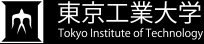 東京工業大学
Tokyo Institute of Technology